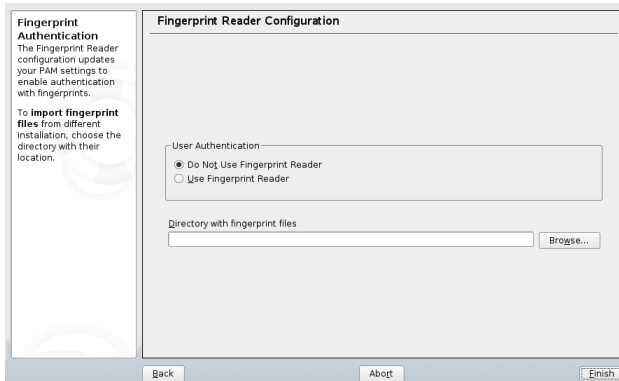 Fingerprint
Authentication
The Fingerprint Reader
configuration updates
your PAM settings to
enable authentication
with fingerprints.
To import fingerprint
files from different
installation, choose the
directory with their
location.
Fingerprint Reader Configuration
User Authentication
Do Not Use Fingerprint Reader
Use Fingerprint Reader
Directory with fingerprint files
Browse...
Back
Abort
Finish